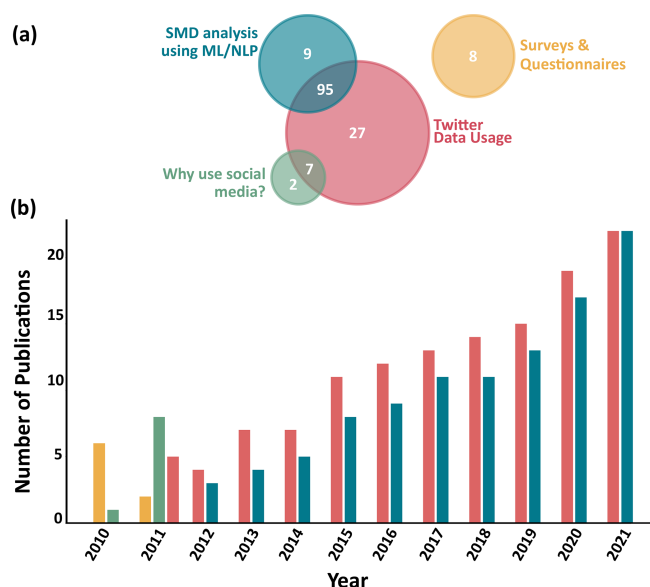 (a)
SMD analysis
using ML/NLP
9
95
27
7
2
8
Surveys &
Questionnaires
Twitter
Data Usage
Why use social
media?
(b)
Number of Publications
20
15
10
5
0
2010
2011
2012
2013
2014
2015
2016
2017
2018
2019
2020
2021
Year